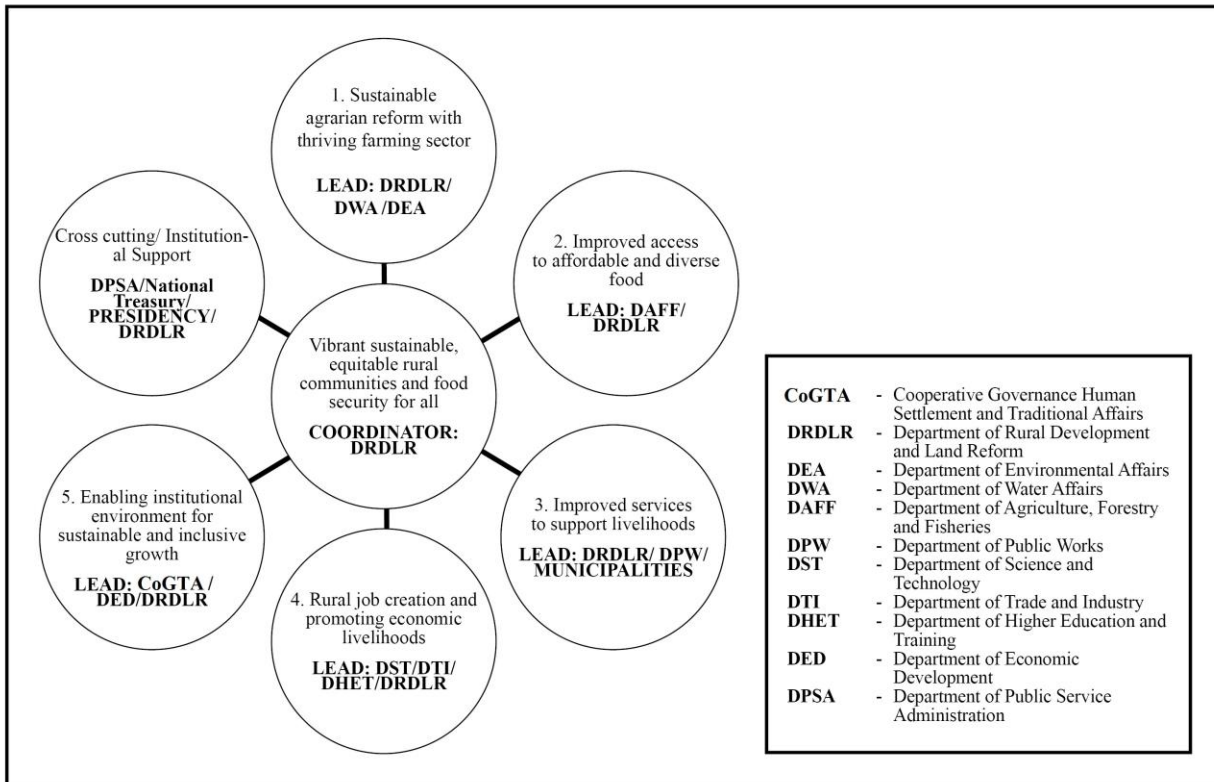 1. Sustainable
agrarian reform with
thriving farming sector
LEAD: DRDLR/
DWA /DEA
Cross cutting/ Institution-
al Support
DPSA/National
Treasury/
PRESIDENCY/
DRDLR
2. Improved access
to affordable and diverse
food
LEAD: DAFF/
DRDLR
Vibrant sustainable,
equitable rural
communities and food
security for all
COORDINATOR:
DRDLR
5. Enabling institutional
environment for
sustainable and inclusive
growth
LEAD: CoGTA /
DED/DRDLR
3. Improved services
to support livelihoods
LEAD: DRDLR/ DPW/
MUNICIPALITIES
4. Rural job creation and
promoting economic
livelihoods
LEAD: DST/DTI/
DHET/DRDLR
CoGTA - Cooperative Governance Human
Settlement and Traditional Affairs
DRDLR - Department of Rural Development
and Land Reform
DEA - Department of Environmental Affairs
DWA - Department of Water Affairs
DAFF - Department of Agriculture, Forestry
and Fisheries
DPW - Department of Public Works
DST - Department of Science and
Technology
DTI - Department of Trade and Industry
DHET - Department of Higher Education and
Training
DED - Department of Economic
Development
DPSA - Department of Public Service
Administration